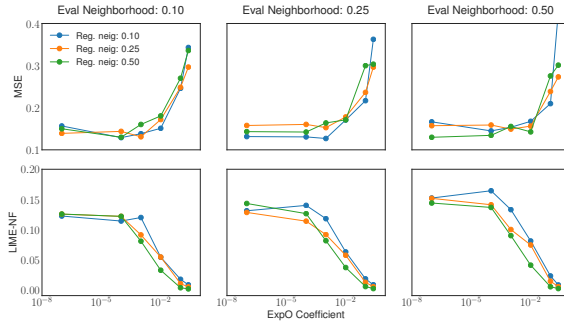 Eval Neighborhood: 0.10
Eval Neighborhood: 0.25
Eval Neighborhood: 0.50
MSE
0.4
0.3
0.2
0.1
Reg. neig: 0.10
Reg. neig: 0.25
Reg. neig: 0.50
LIME-NF
0.20
0.15
0.10
0.05
0.00
10⁻⁸ 10⁻⁵ 10⁻²
10⁻⁸ 10⁻⁵ 10⁻²
10⁻⁸ 10⁻⁵ 10⁻²
ExpO Coefficient